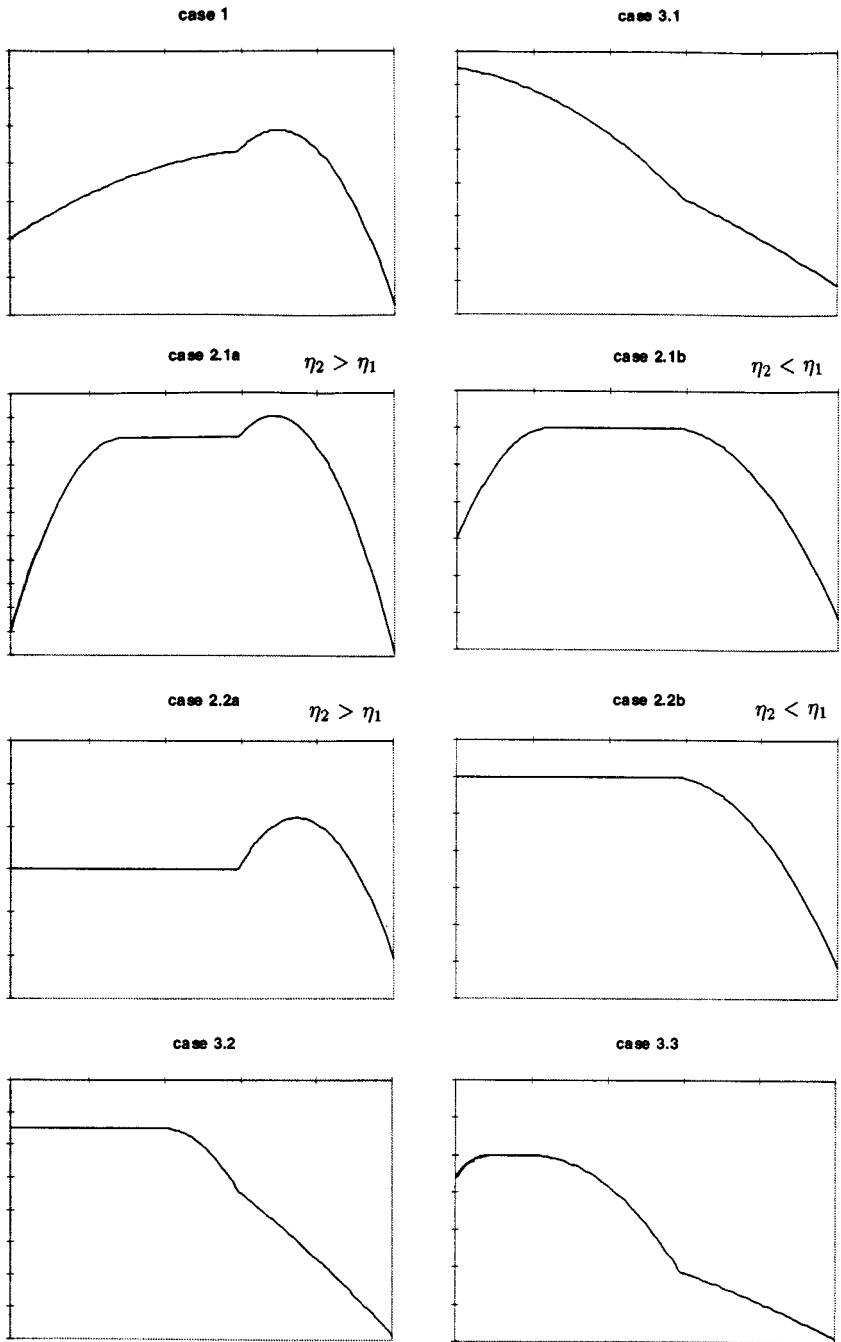 case 1
case 3.1
case 2.1a η₂ > η₁
case 2.1b η₂ < η₁
case 2.2a η₂ > η₁
case 2.2b η₂ < η₁
case 3.2
case 3.3